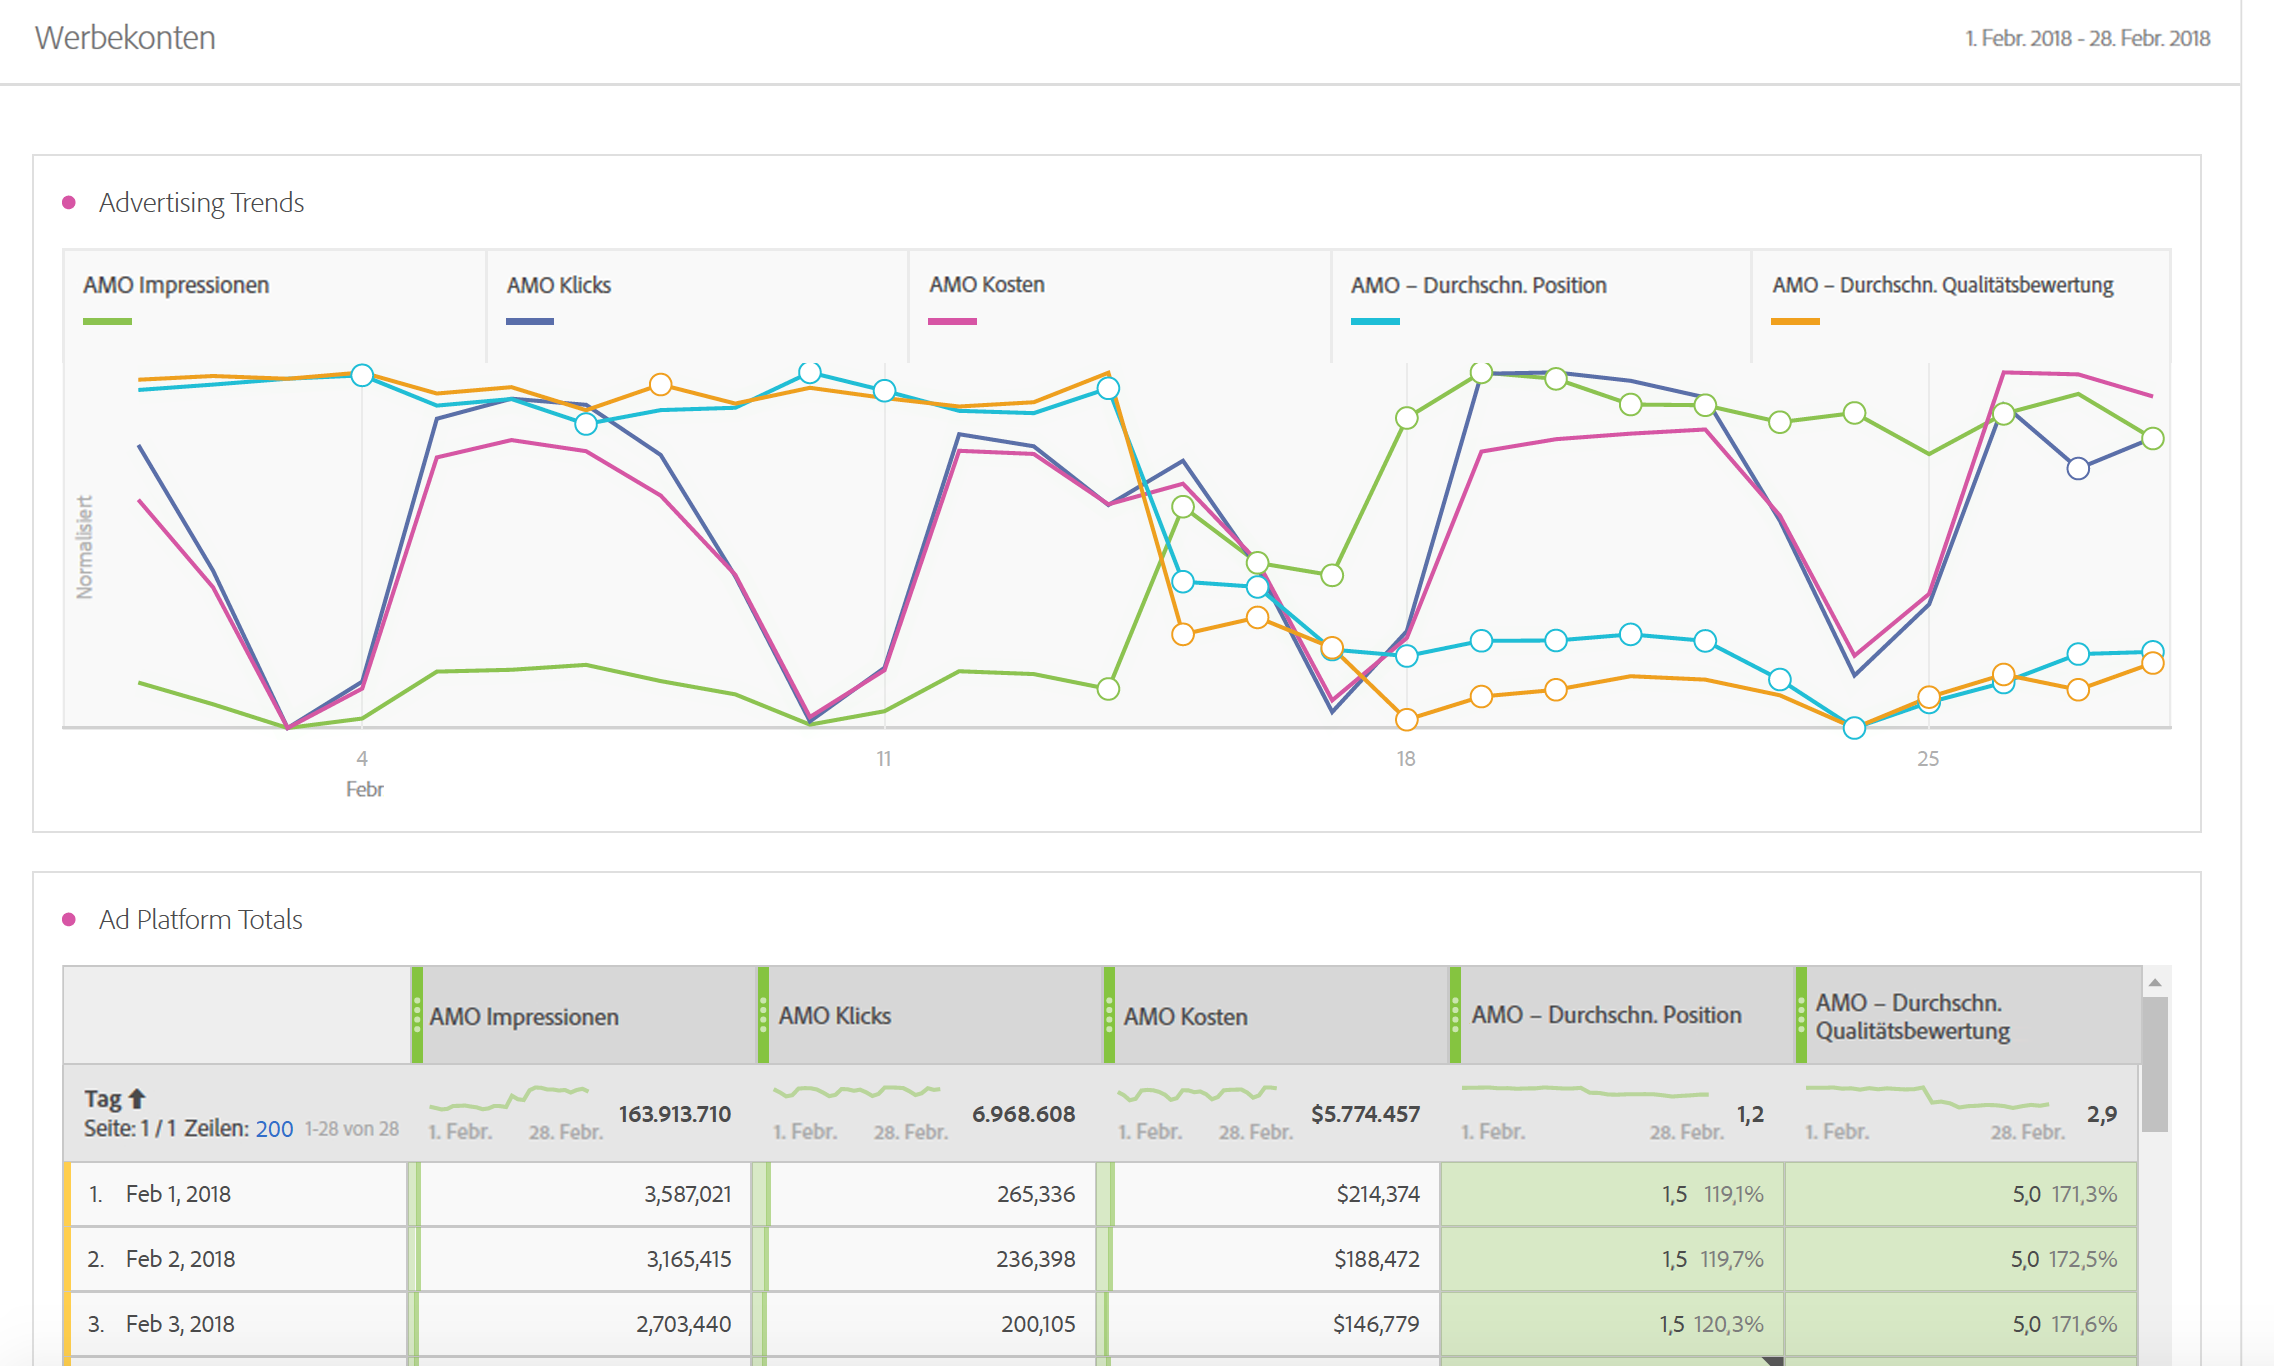 Werbekonten
1. Febr. 2018 - 28. Febr. 2018
Advertising Trends
AMO Impressionen
AMO Klicks
AMO Kosten
AMO – Durchschn. Position
AMO – Durchschn. Qualitätsbewertung
Normalisiert
4
11
18
25
Febr
Ad Platform Totals
AMO Impressionen
AMO Klicks
AMO Kosten
AMO – Durchschn. Position
AMO – Durchschn.
Qualitätsbewertung
Tag
Seite: 1 / 1 Zeilen: 200 1-28 von 28
1. Febr. 28. Febr. 163.913.710
1. Febr. 28. Febr. 6.968.608
1. Febr. 28. Febr. $5.774.457
1. Febr. 28. Febr. 1,2
1. Febr. 28. Febr. 2,9
1. Feb 1, 2018 3,587,021 265,336 $214,374 1,5 119,1% 5,0 171,3%
2. Feb 2, 2018 3,165,415 236,398 $188,472 1,5 119,7% 5,0 172,5%
3. Feb 3, 2018 2,703,440 200,105 $146,779 1,5 120,3% 5,0 171,6%